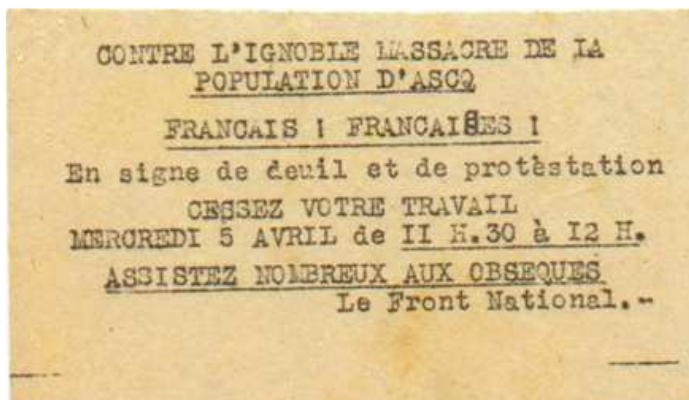 CONTRE L'IGNOBLE MASSACRE DE LA
POPULATION D'ASCQ
FRANCAIS ! FRANCAISES !
En signe de deuil et de protèstation
CESSEZ VOTRE TRAVAIL
MERCREDI 5 AVRIL de II H.30 à I2 H.
ASSISTEZ NOMBREUX AUX OBSEQUES
Le Front National.-